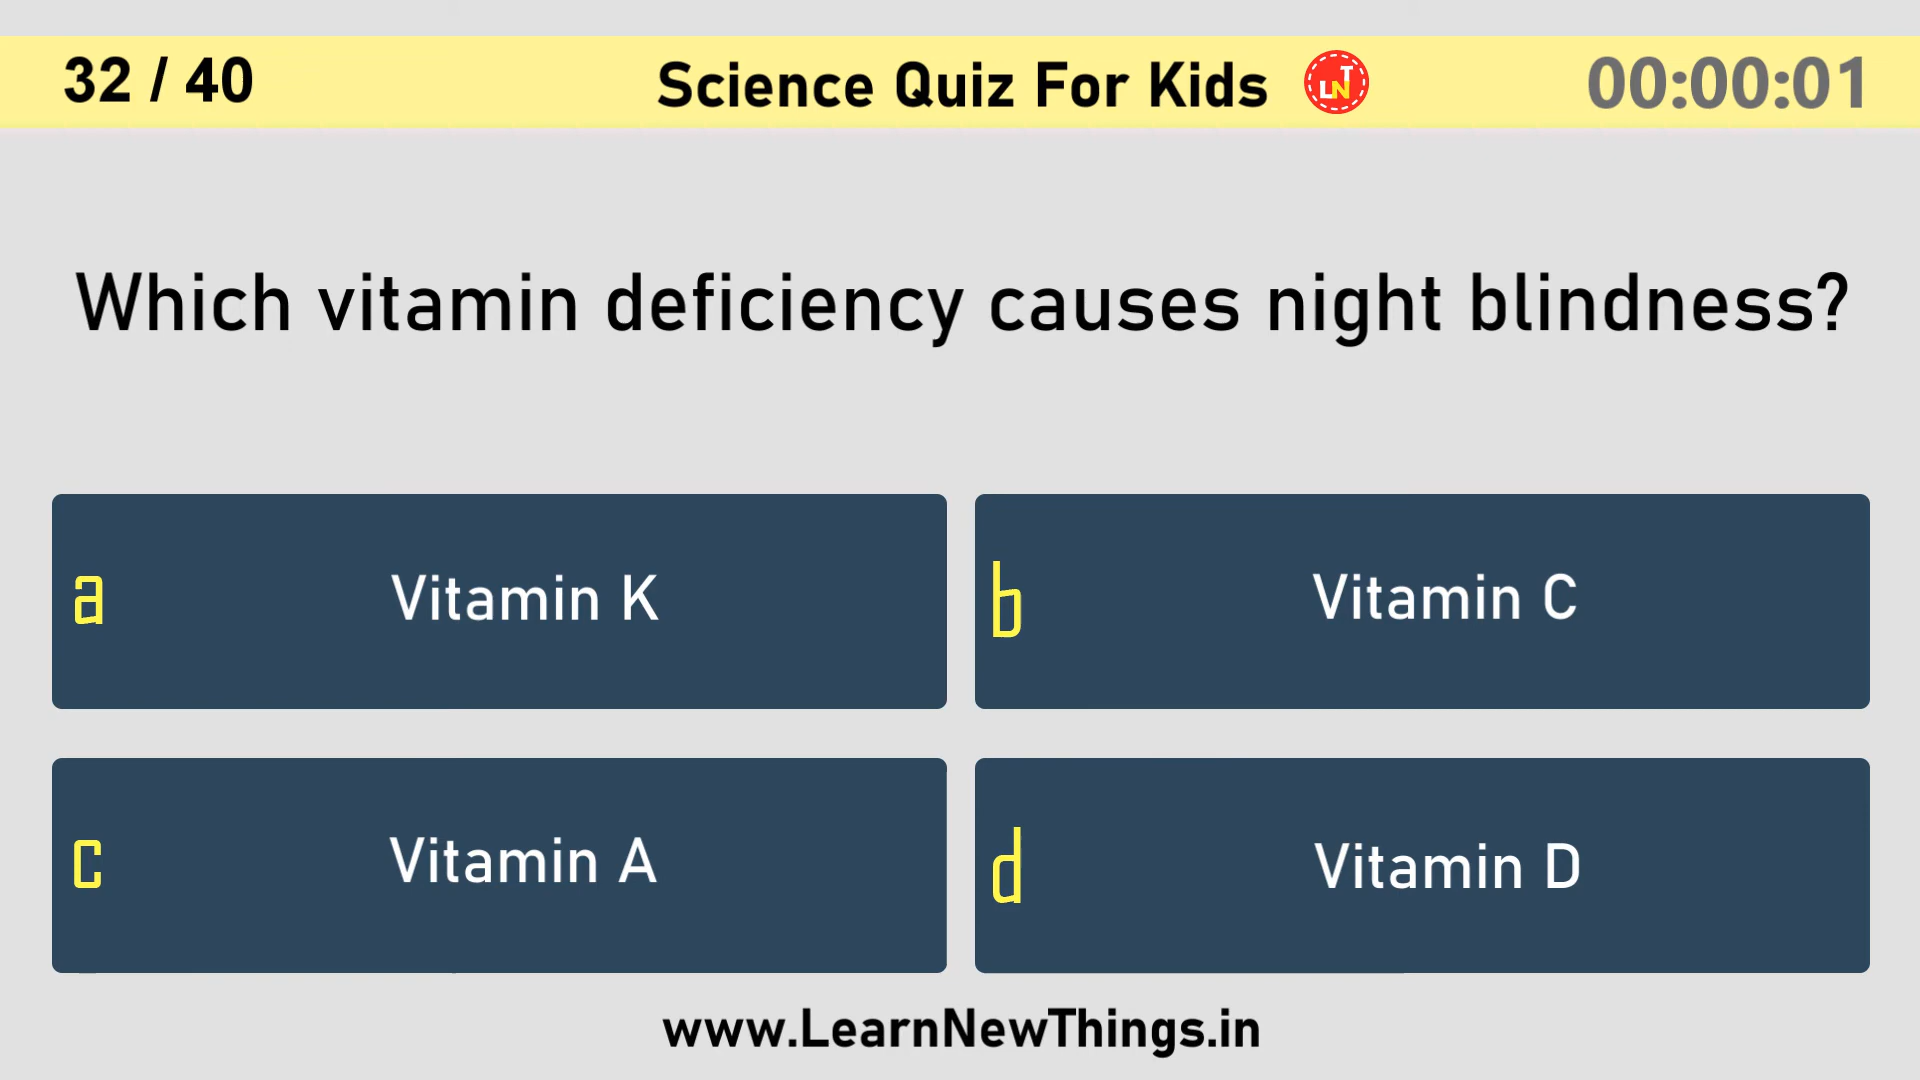 32 / 40
Science Quiz For Kids
LNT
00:00:01
Which vitamin deficiency causes night blindness?
a Vitamin K
b Vitamin C
c Vitamin A
d Vitamin D
www.LearnNewThings.in